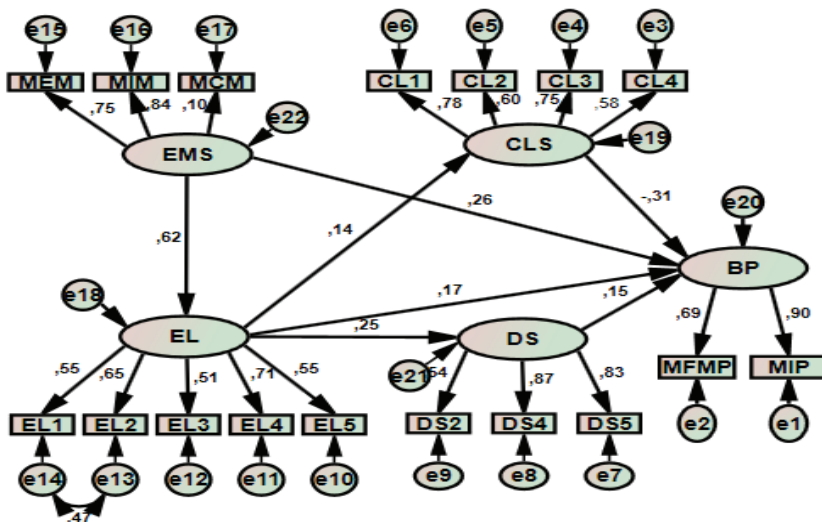 e15 e16 e17 e6 e5 e4 e3
MEM MIM MCM CL1 CL2 CL3 CL4
,75 ,84 ,10 ,78 ,60 ,75 ,58
e22 e19
EMS CLS
,62 ,14 ,26 -,31 e20
BP
e18 ,17 ,15 ,69 ,90
EL ,25 DS
,55 ,65 ,51 ,71 ,55 e21 ,87 ,83 MFMP MIP
EL1 EL2 EL3 EL4 EL5 DS2 DS4 DS5 e2 e1
e14 e13 e12 e11 e10 e9 e8 e7
,47